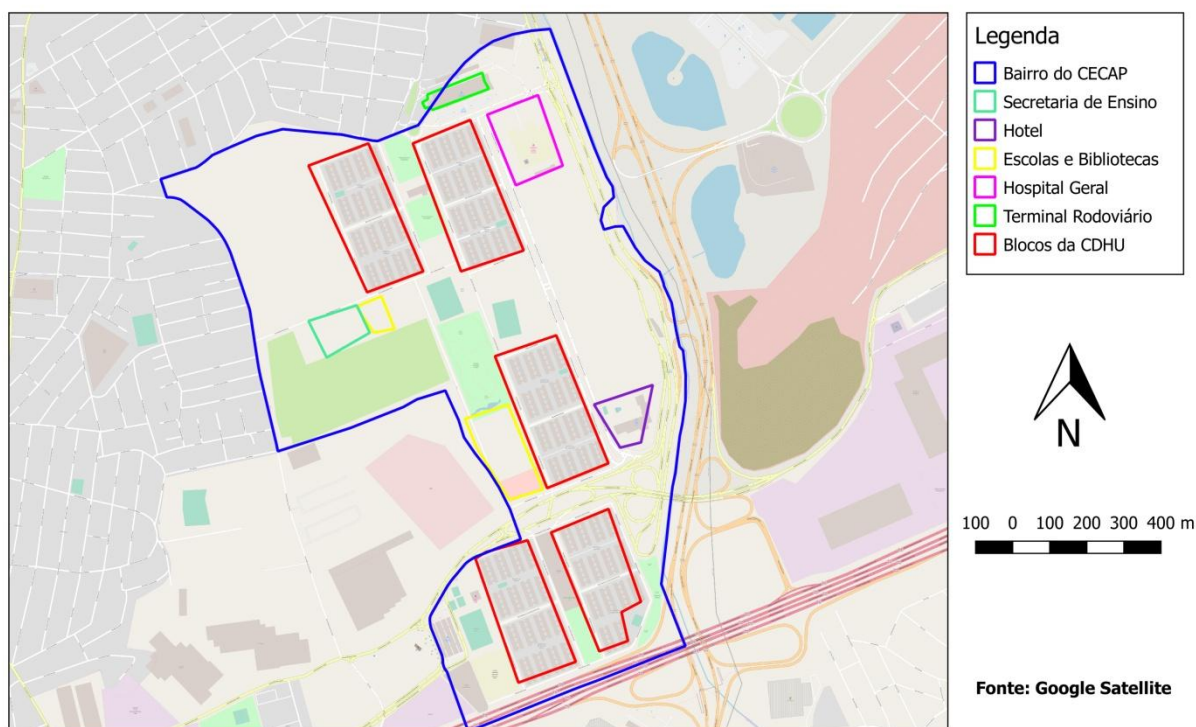 Legenda
Bairro do CECAP
Secretaria de Ensino
Hotel
Escolas e Bibliotecas
Hospital Geral
Terminal Rodoviário
Blocos da CDHU
N
100 0 100 200 300 400 m
Fonte: Google Satellite